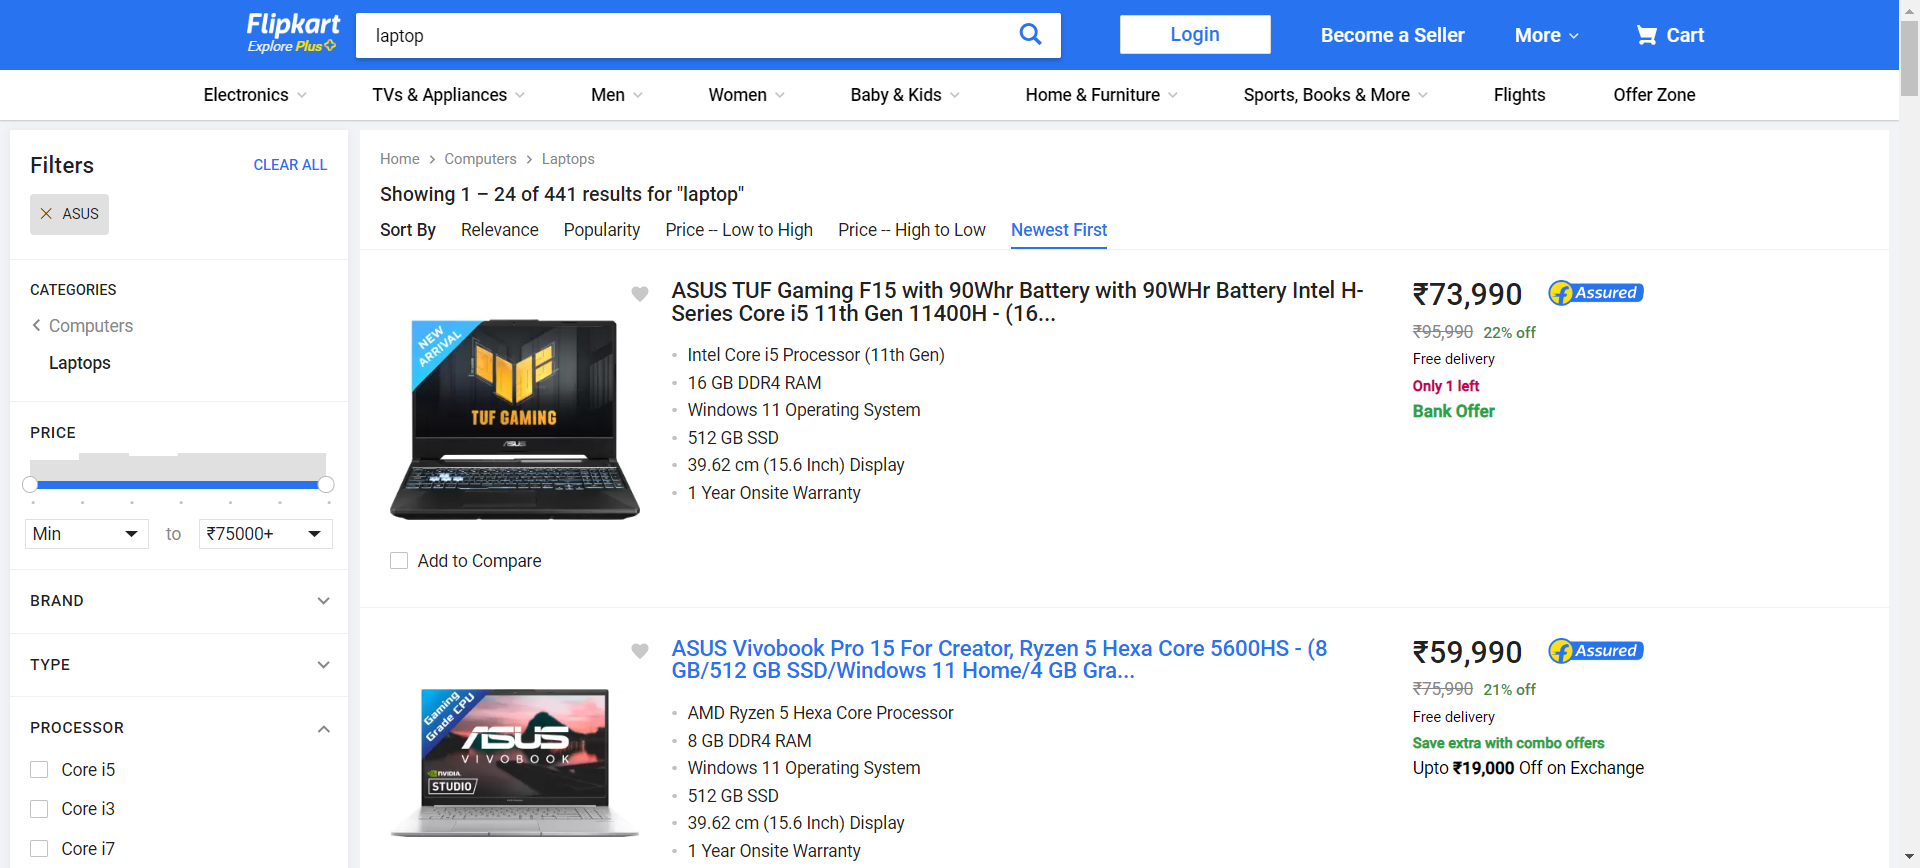 Flipkart
Explore Plus
laptop
Login
Become a Seller
More
Cart
Electronics
TVs & Appliances
Men
Women
Baby & Kids
Home & Furniture
Sports, Books & More
Flights
Offer Zone
Filters
CLEAR ALL
ASUS
CATEGORIES
Computers
Laptops
PRICE
Min
to
₹75000+
BRAND
TYPE
PROCESSOR
Core i5
Core i3
Core i7
Home
Computers
Laptops
Showing 1 – 24 of 441 results for "laptop"
Sort By
Relevance
Popularity
Price -- Low to High
Price -- High to Low
Newest First
NEW
ARRIVAL
TUF GAMING
ASUS
Add to Compare
ASUS TUF Gaming F15 with 90Whr Battery with 90WHr Battery Intel H-
Series Core i5 11th Gen 11400H - (16...
Intel Core i5 Processor (11th Gen)
16 GB DDR4 RAM
Windows 11 Operating System
512 GB SSD
39.62 cm (15.6 Inch) Display
1 Year Onsite Warranty
₹73,990
Assured
₹95,990 22% off
Free delivery
Only 1 left
Bank Offer
Gaming
Grade CPU
ASUS
VIVOBOOK
NVIDIA
STUDIO
ASUS Vivobook Pro 15 For Creator, Ryzen 5 Hexa Core 5600HS - (8
GB/512 GB SSD/Windows 11 Home/4 GB Gra...
AMD Ryzen 5 Hexa Core Processor
8 GB DDR4 RAM
Windows 11 Operating System
512 GB SSD
39.62 cm (15.6 Inch) Display
1 Year Onsite Warranty
₹59,990
Assured
₹75,990 21% off
Free delivery
Save extra with combo offers
Upto ₹19,000 Off on Exchange